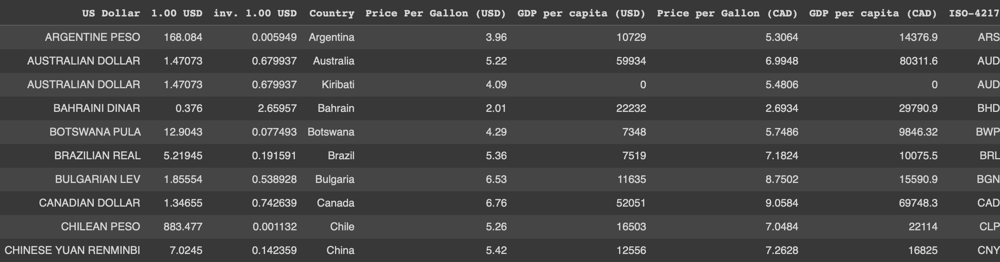 US Dollar 1.00 USD inv. 1.00 USD Country Price Per Gallon (USD) GDP per capita (USD) Price per Gallon (CAD) GDP per capita (CAD) ISO-4217
ARGENTINE PESO 168.084 0.005949 Argentina 3.96 10729 5.3064 14376.9 ARS
AUSTRALIAN DOLLAR 1.47073 0.679937 Australia 5.22 59934 6.9948 80311.6 AUD
AUSTRALIAN DOLLAR 1.47073 0.679937 Kiribati 4.09 0 5.4806 0 AUD
BAHRAINI DINAR 0.376 2.65957 Bahrain 2.01 22232 2.6934 29790.9 BHD
BOTSWANA PULA 12.9043 0.077493 Botswana 4.29 7348 5.7486 9846.32 BWP
BRAZILIAN REAL 5.21945 0.191591 Brazil 5.36 7519 7.1824 10075.5 BRL
BULGARIAN LEV 1.85554 0.538928 Bulgaria 6.53 11635 8.7502 15590.9 BGN
CANADIAN DOLLAR 1.34655 0.742639 Canada 6.76 52051 9.0584 69748.3 CAD
CHILEAN PESO 883.477 0.001132 Chile 5.26 16503 7.0484 22114 CLP
CHINESE YUAN RENMINBI 7.0245 0.142359 China 5.42 12556 7.2628 16825 CNY